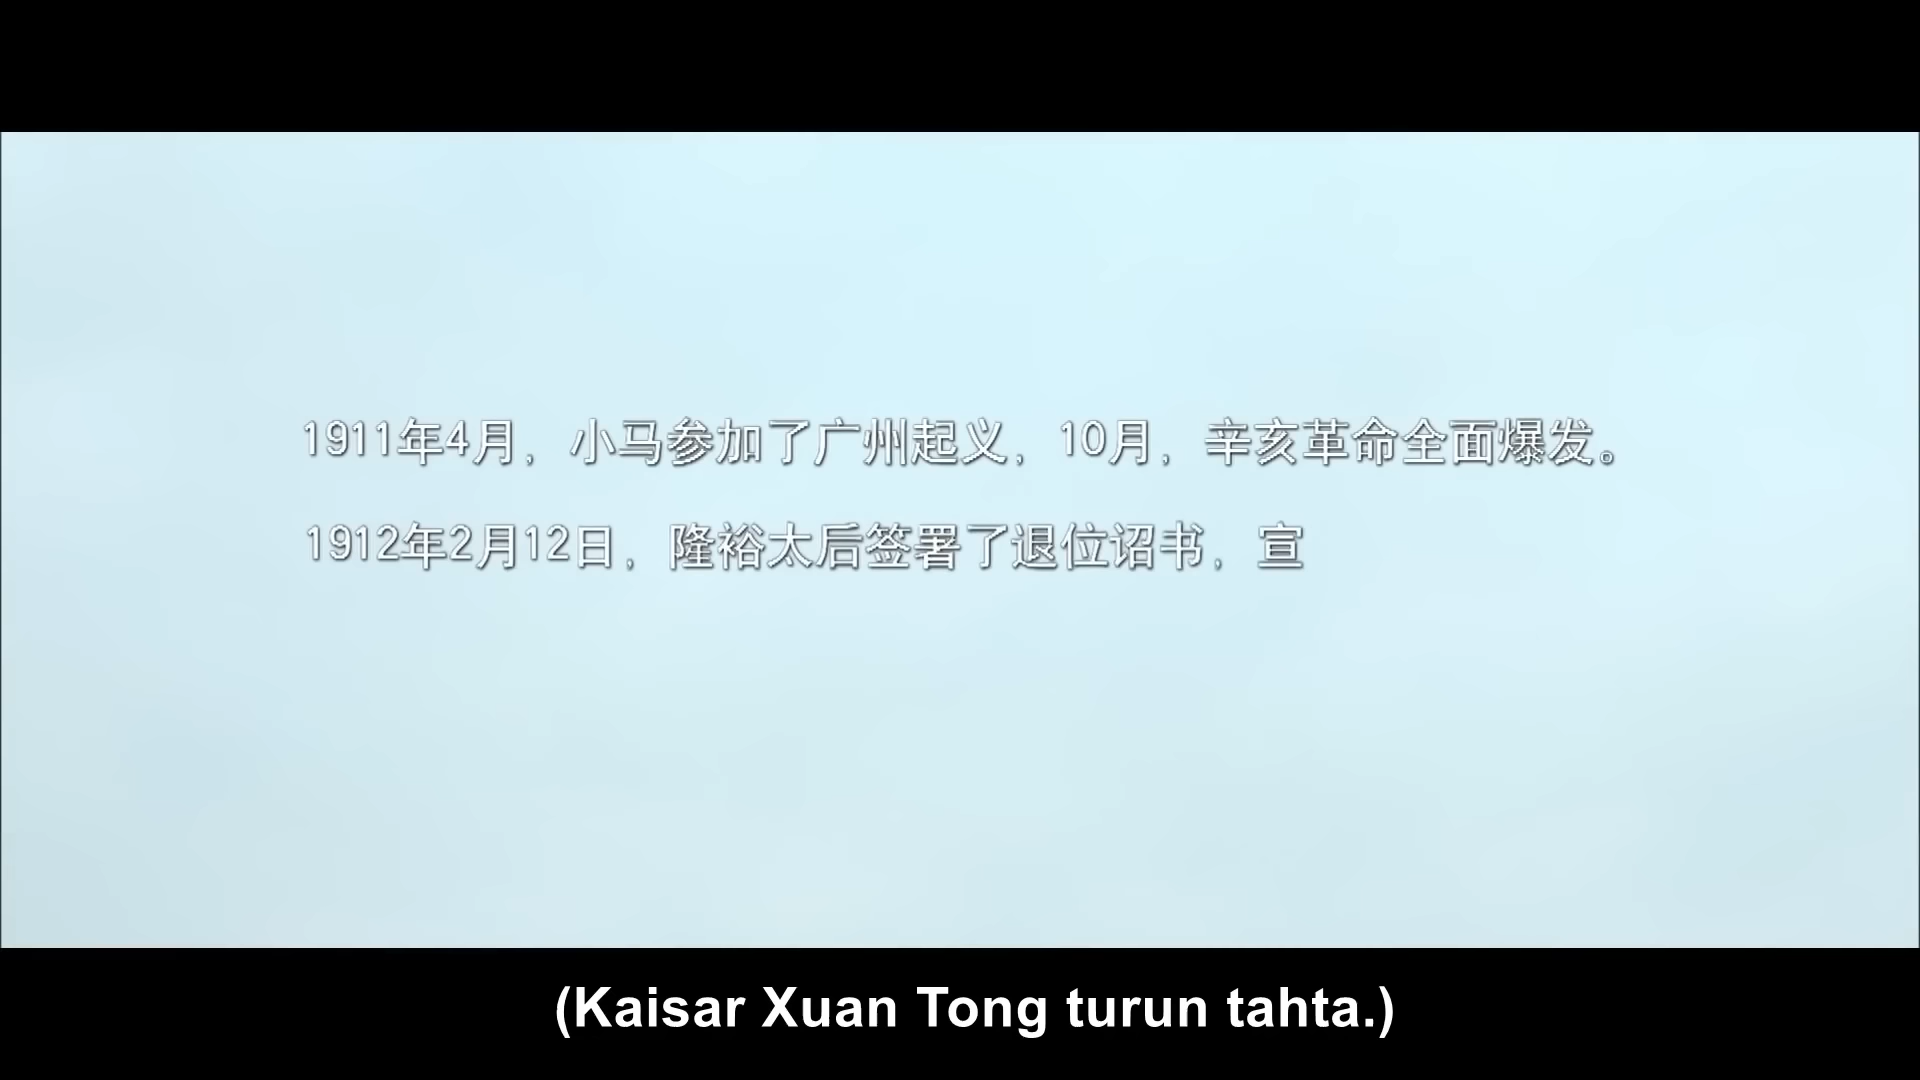 1911年4月，小马参加了广州起义，10月，辛亥革命全面爆发。
1912年2月12日，隆裕太后签署了退位诏书，宣
(Kaisar Xuan Tong turun tahta.)